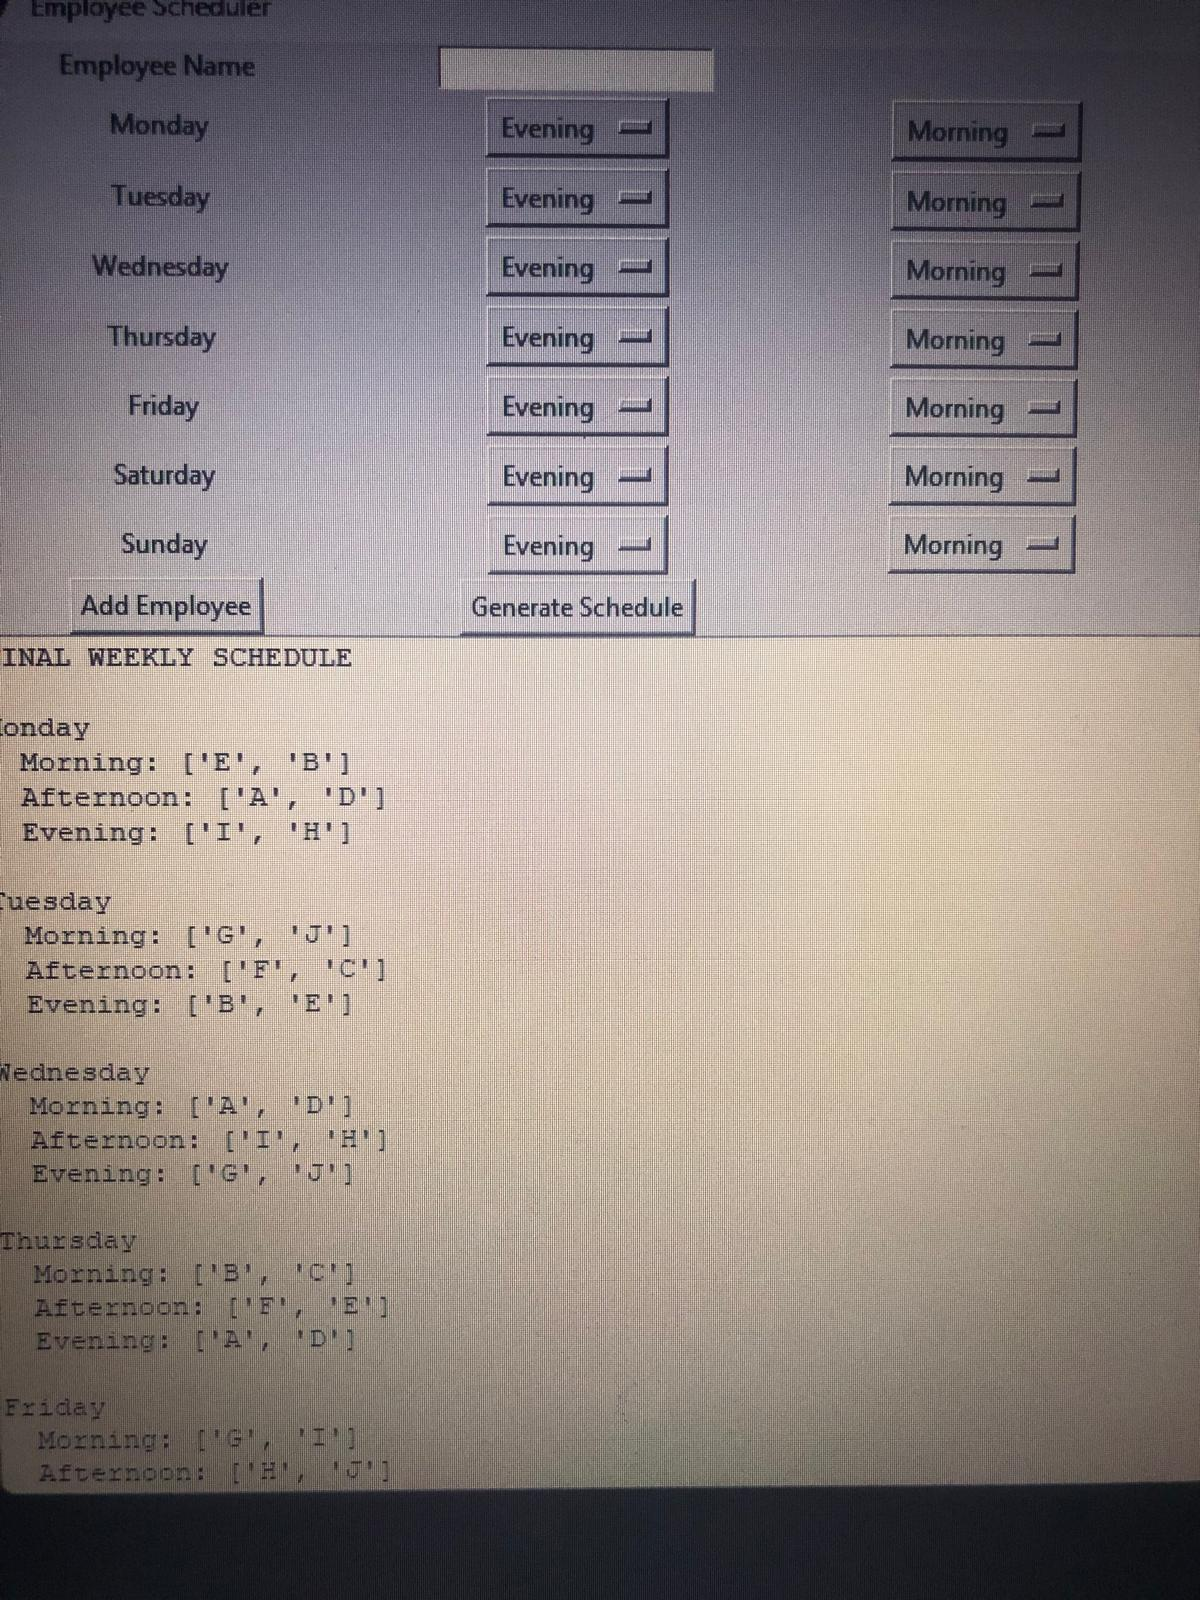 Employee Scheduler
Employee Name
Monday Evening Morning
Tuesday Evening Morning
Wednesday Evening Morning
Thursday Evening Morning
Friday Evening Morning
Saturday Evening Morning
Sunday Evening Morning
Add Employee Generate Schedule
INAL WEEKLY SCHEDULE
onday
Morning: ['E', 'B']
Afternoon: ['A', 'D']
Evening: ['I', 'H']
Tuesday
Morning: ['G', 'J']
Afternoon: ['F', 'C']
Evening: ['B', 'E']
Wednesday
Morning: ['A', 'D']
Afternoon: ['I', 'H']
Evening: ['G', 'J']
Thursday
Morning: ['B', 'C']
Afternoon: ['F', 'E']
Evening: ['A', 'D']
Friday
Morning: ['G', 'I']
Afternoon: ['H', 'J']